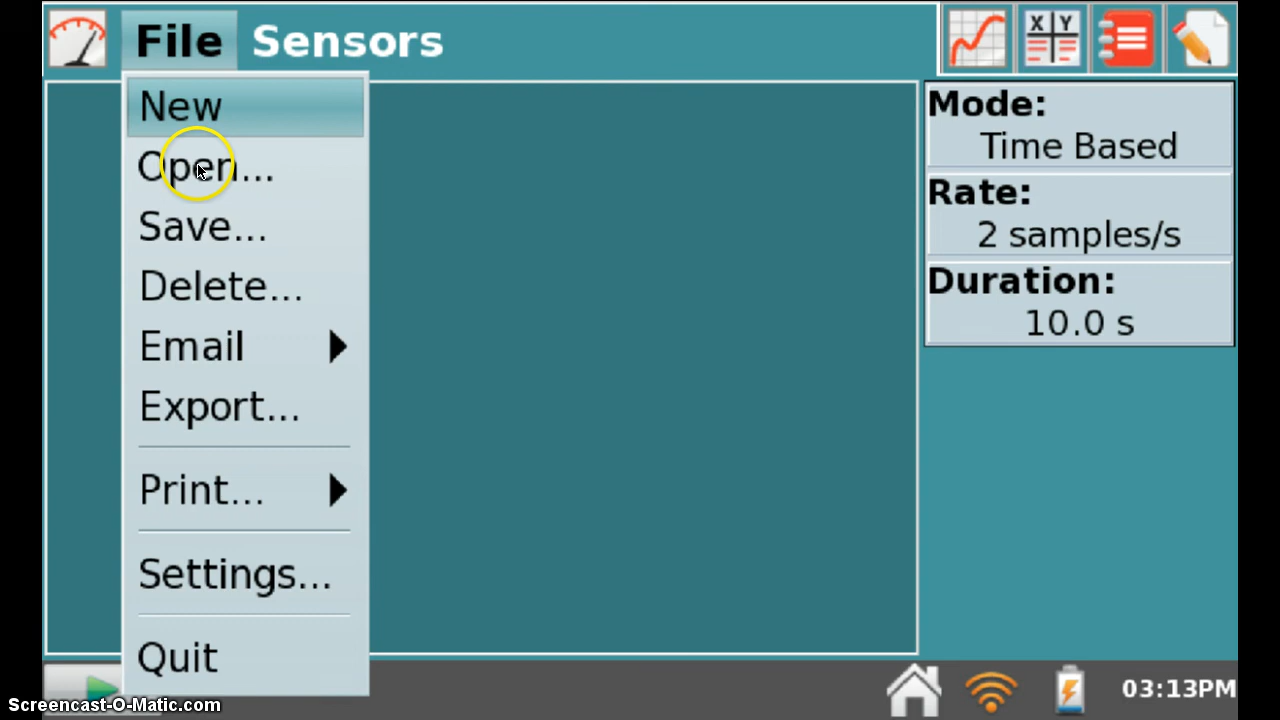 File Sensors
X Y
New
Open...
Save...
Delete...
Email
Export...
Print...
Settings...
Quit
Mode:
Time Based
Rate:
2 samples/s
Duration:
10.0 s
03:13PM
Screencast-O-Matic.com